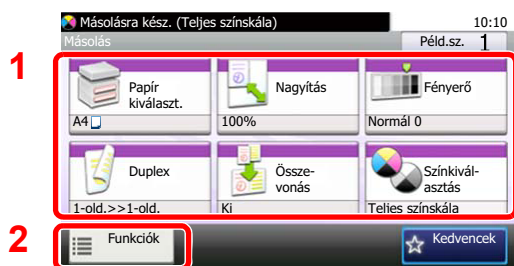 Másolásra kész. (Teljes színskála) 10:10
Másolás Péld.sz. 1
1
Papír
kiválaszt.
A4
Nagyítás
100%
Fényerő
Normál 0
Duplex
1-old.>>1-old.
Össze-
vonás
Ki
Színkivál-
asztás
Teljes színskála
2
Funkciók
Kedvencek